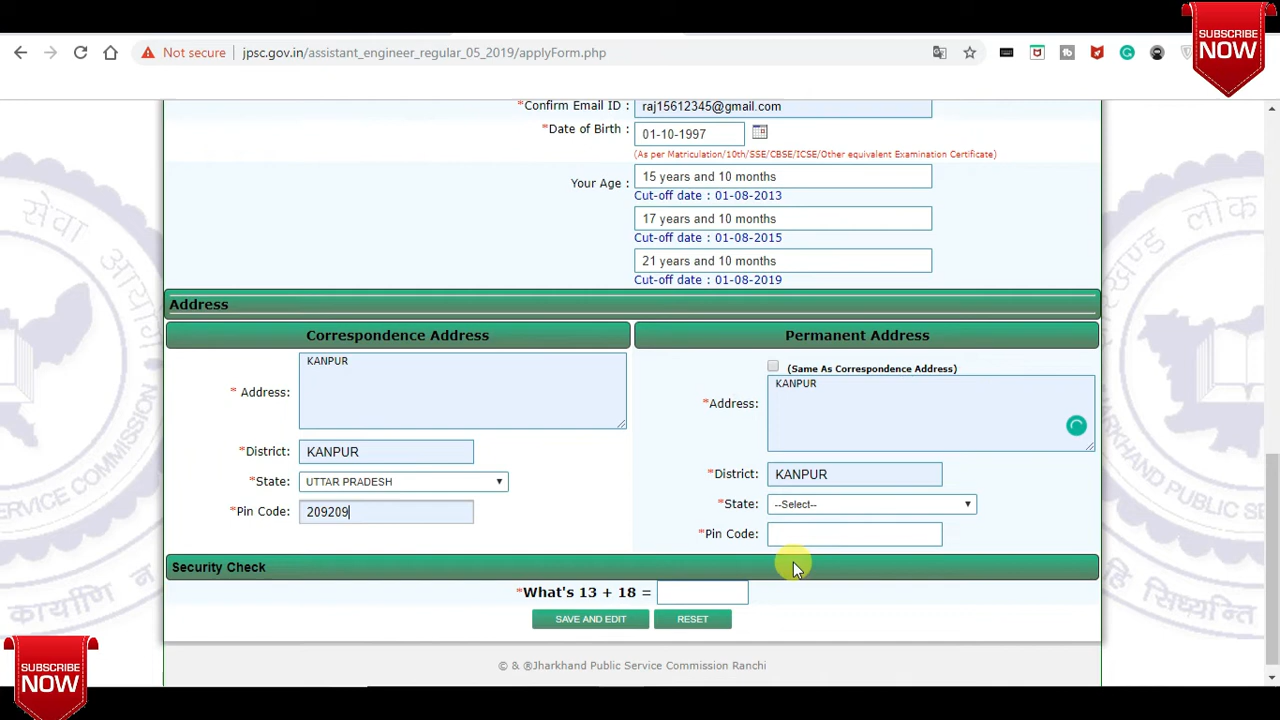 SUBSCRIBE
NOW
Not secure
jpsc.gov.in/assistant_engineer_regular_05_2019/applyForm.php
*Confirm Email ID : raj15612345@gmail.com
*Date of Birth : 01-10-1997
(As per Matriculation/10th/SSE/CBSE/ICSE/Other equivalent Examination Certificate)
Your Age : 15 years and 10 months
Cut-off date : 01-08-2013
17 years and 10 months
Cut-off date : 01-08-2015
21 years and 10 months
Cut-off date : 01-08-2019
Address
Correspondence Address
* Address: KANPUR
*District: KANPUR
*State: UTTAR PRADESH
*Pin Code: 209209
Permanent Address
(Same As Correspondence Address)
*Address: KANPUR
*District: KANPUR
*State: --Select--
*Pin Code:
Security Check
*What's 13 + 18 =
SAVE AND EDIT
RESET
© & ®Jharkhand Public Service Commission Ranchi
SUBSCRIBE
NOW